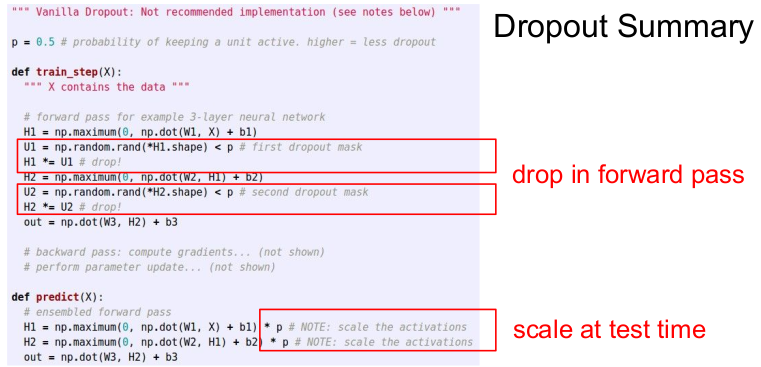 Dropout Summary
""" Vanilla Dropout: Not recommended implementation (see notes below) """
p = 0.5 # probability of keeping a unit active. higher = less dropout
def train_step(X):
""" X contains the data """
# forward pass for example 3-layer neural network
H1 = np.maximum(0, np.dot(W1, X) + b1)
U1 = np.random.rand(*H1.shape) < p # first dropout mask
H1 *= U1 # drop!
H2 = np.maximum(0, np.dot(W2, H1) + b2)
U2 = np.random.rand(*H2.shape) < p # second dropout mask
H2 *= U2 # drop!
out = np.dot(W3, H2) + b3
drop in forward pass
# backward pass: compute gradients... (not shown)
# perform parameter update... (not shown)
def predict(X):
# ensembled forward pass
H1 = np.maximum(0, np.dot(W1, X) + b1) * p # NOTE: scale the activations
H2 = np.maximum(0, np.dot(W2, H1) + b2) * p # NOTE: scale the activations
out = np.dot(W3, H2) + b3
scale at test time